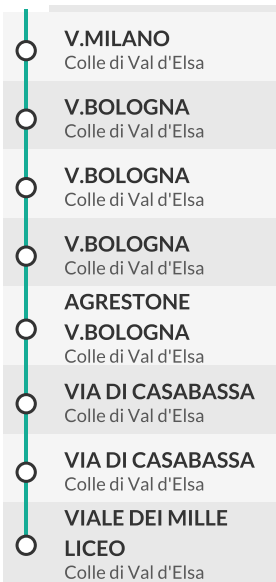 V.MILANO
Colle di Val d'Elsa
V.BOLOGNA
Colle di Val d'Elsa
V.BOLOGNA
Colle di Val d'Elsa
V.BOLOGNA
Colle di Val d'Elsa
AGRESTONE
V.BOLOGNA
Colle di Val d'Elsa
VIA DI CASABASSA
Colle di Val d'Elsa
VIA DI CASABASSA
Colle di Val d'Elsa
VIALE DEI MILLE
LICEO
Colle di Val d'Elsa